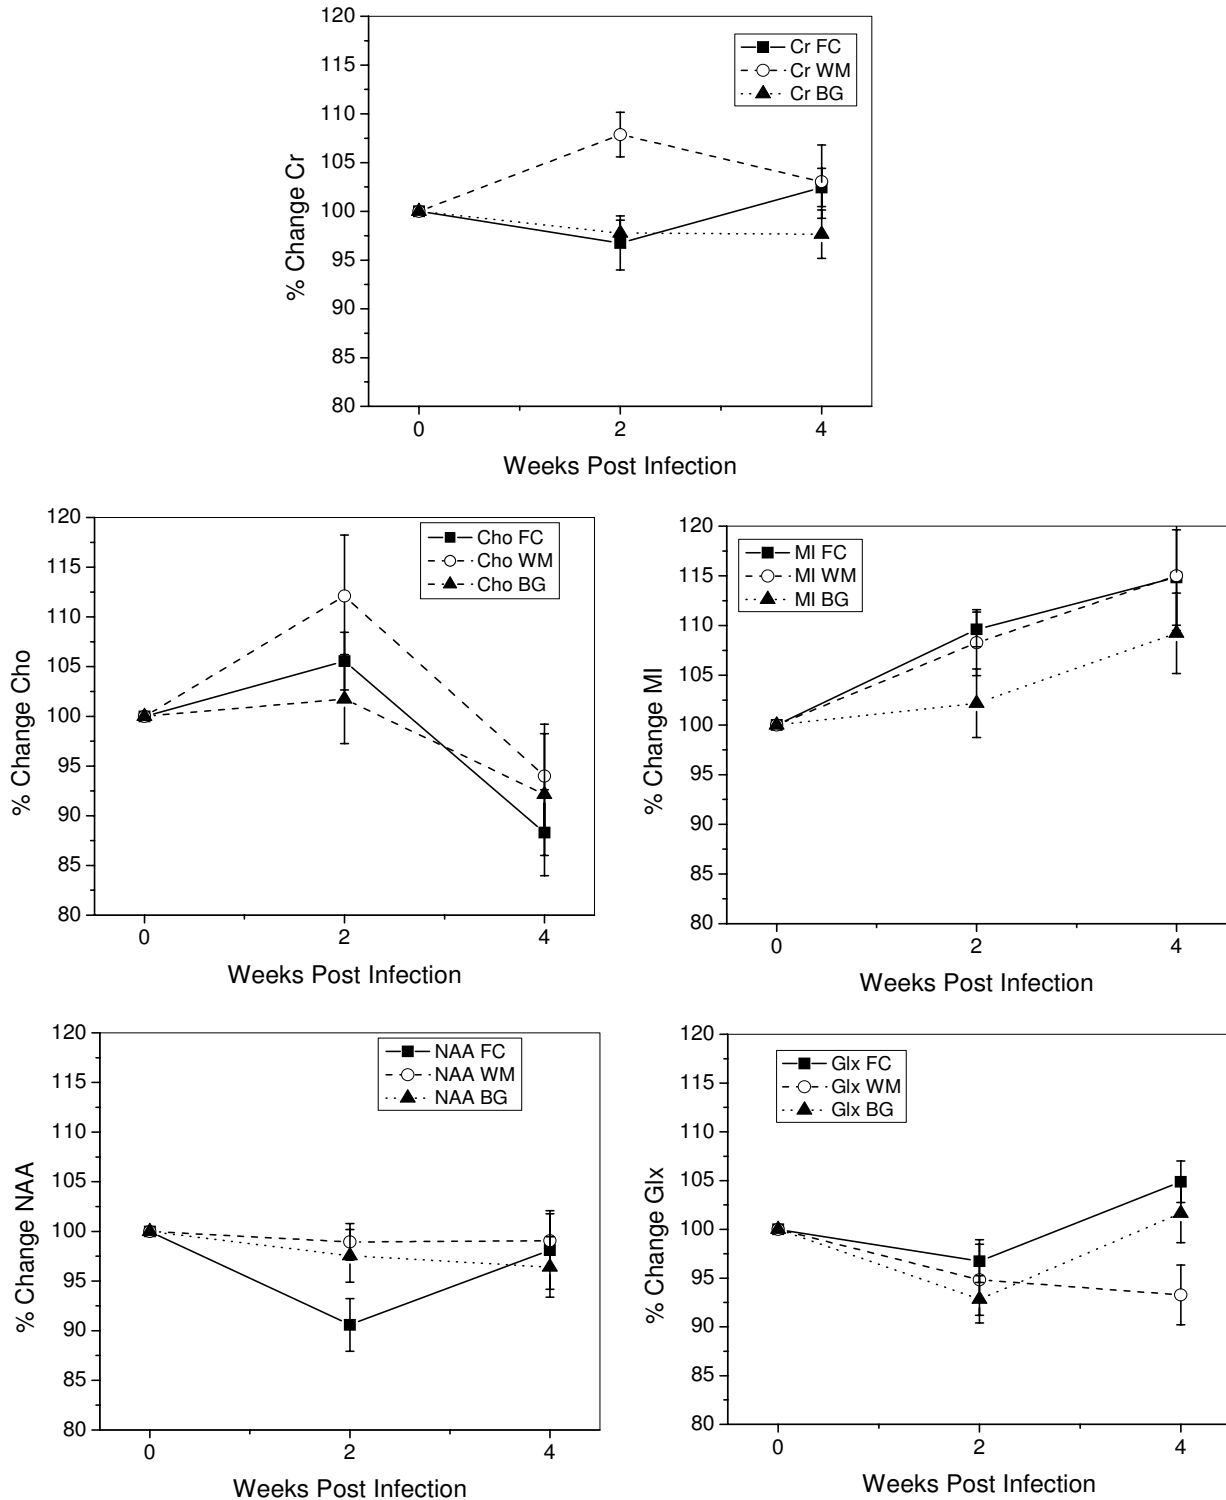 120
115
110
105
100
95
90
85
80
% Change Cr
Cr FC
Cr WM
Cr BG
0
2
4
Weeks Post Infection
120
115
110
105
100
95
90
85
80
% Change Cho
Cho FC
Cho WM
Cho BG
0
2
4
Weeks Post Infection
120
115
110
105
100
95
90
85
80
% Change MI
MI FC
MI WM
MI BG
0
2
4
Weeks Post Infection
120
115
110
105
100
95
90
85
80
% Change NAA
NAA FC
NAA WM
NAA BG
0
2
4
Weeks Post Infection
120
115
110
105
100
95
90
85
80
% Change Glx
Glx FC
Glx WM
Glx BG
0
2
4
Weeks Post Infection